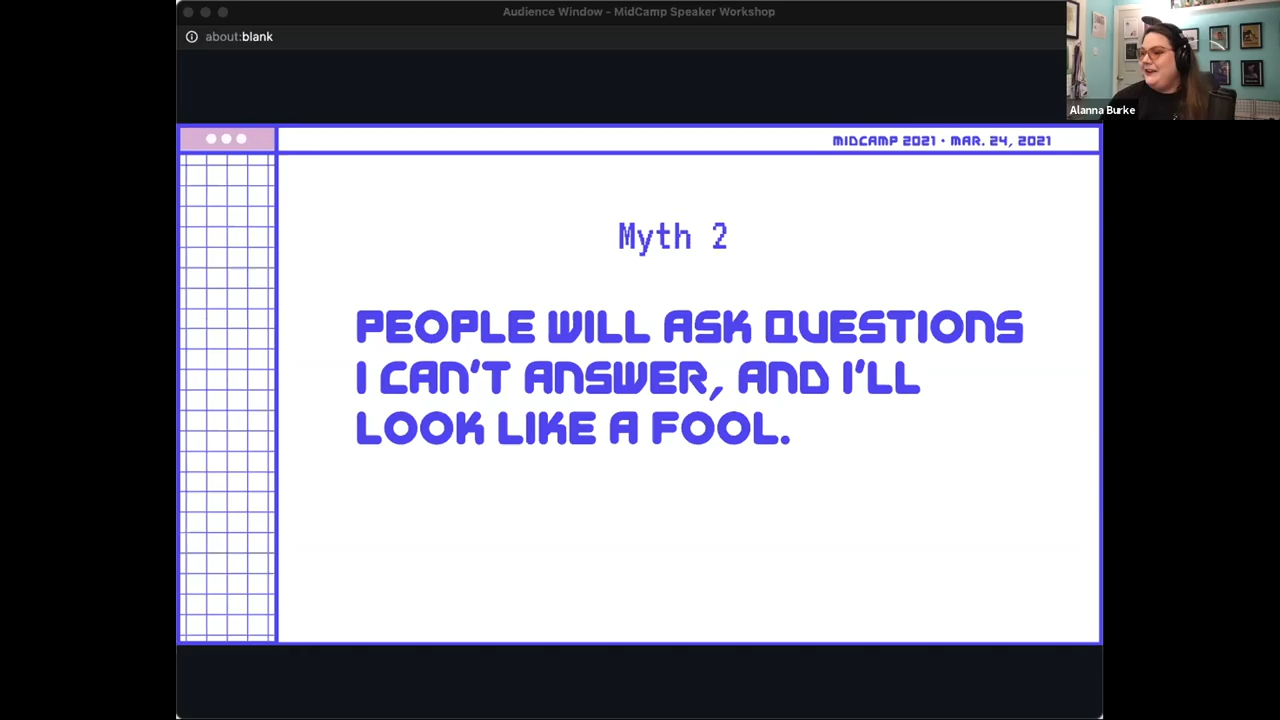 Audience Window - MidCamp Speaker Workshop
about:blank
Alanna Burke
MIDCAMP 2021 • MAR. 24, 2021
Myth 2
PEOPLE WILL ASK QUESTIONS
I CAN'T ANSWER, AND I'LL
LOOK LIKE A FOOL.